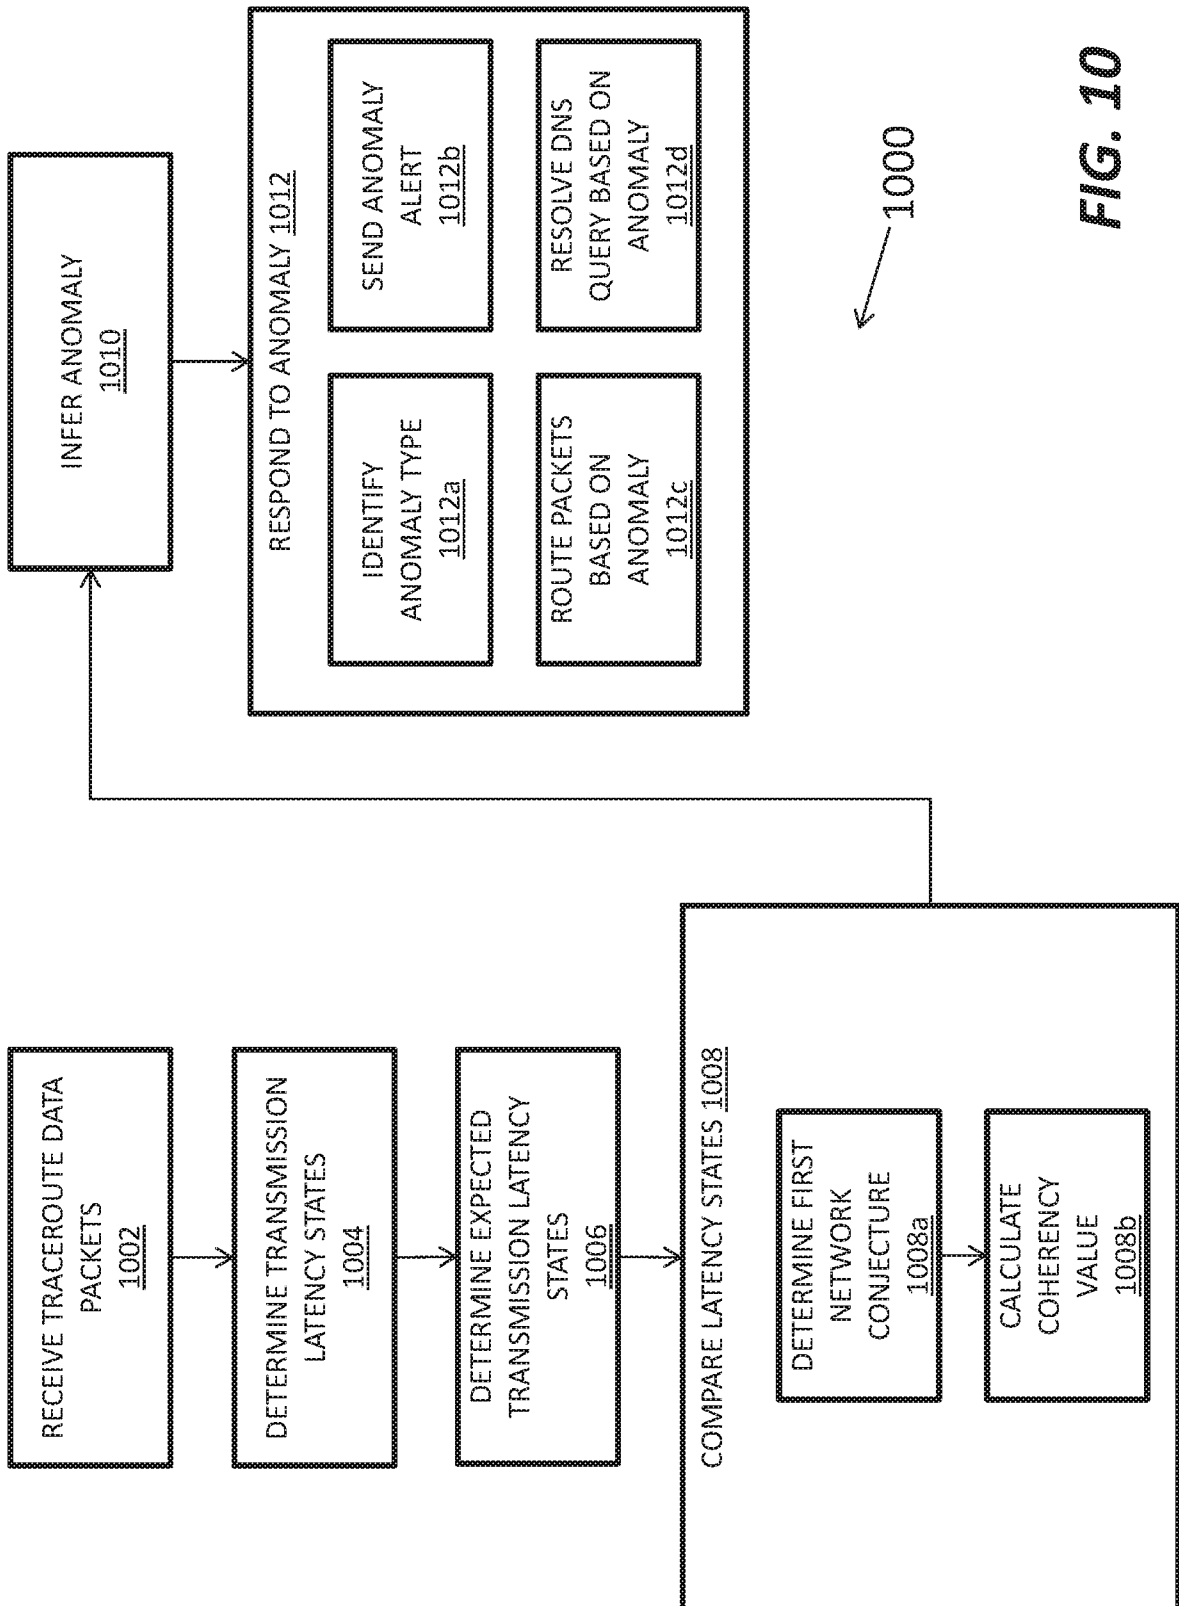 RECEIVE TRACEROUTE DATA
PACKETS
1002
DETERMINE TRANSMISSION
LATENCY STATES
1004
DETERMINE EXPECTED
TRANSMISSION LATENCY
STATES
1006
COMPARE LATENCY STATES 1008
DETERMINE FIRST
NETWORK
CONJECTURE
1008a
CALCULATE
COHERENCY
VALUE
1008b
INFER ANOMALY
1010
RESPOND TO ANOMALY 1012
IDENTIFY
ANOMALY TYPE
1012a
SEND ANOMALY
ALERT
1012b
ROUTE PACKETS
BASED ON
ANOMALY
1012c
RESOLVE DNS
QUERY BASED ON
ANOMALY
1012d
1000
FIG. 10